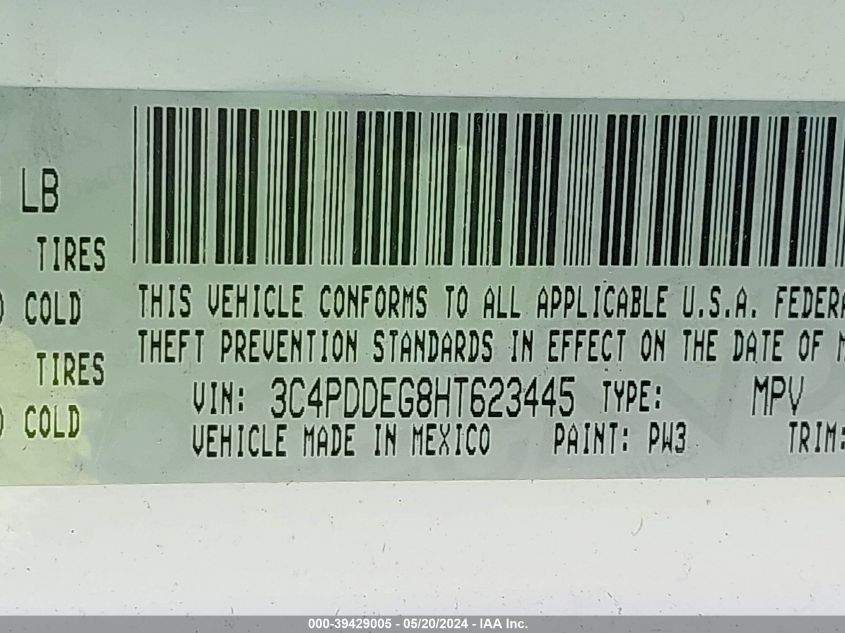 LB
TIRES
COLD
TIRES
COLD
THIS VEHICLE CONFORMS TO ALL APPLICABLE U.S.A.
THEFT PREVENTION STANDARDS IN EFFECT ON THE DATE OF
VIN: 3C4PDDEG8HT623445 TYPE: MPV
VEHICLE MADE IN MEXICO PAINT: PW3 TRIM:
000-39429005 - 05/20/2024 - IAA Inc.